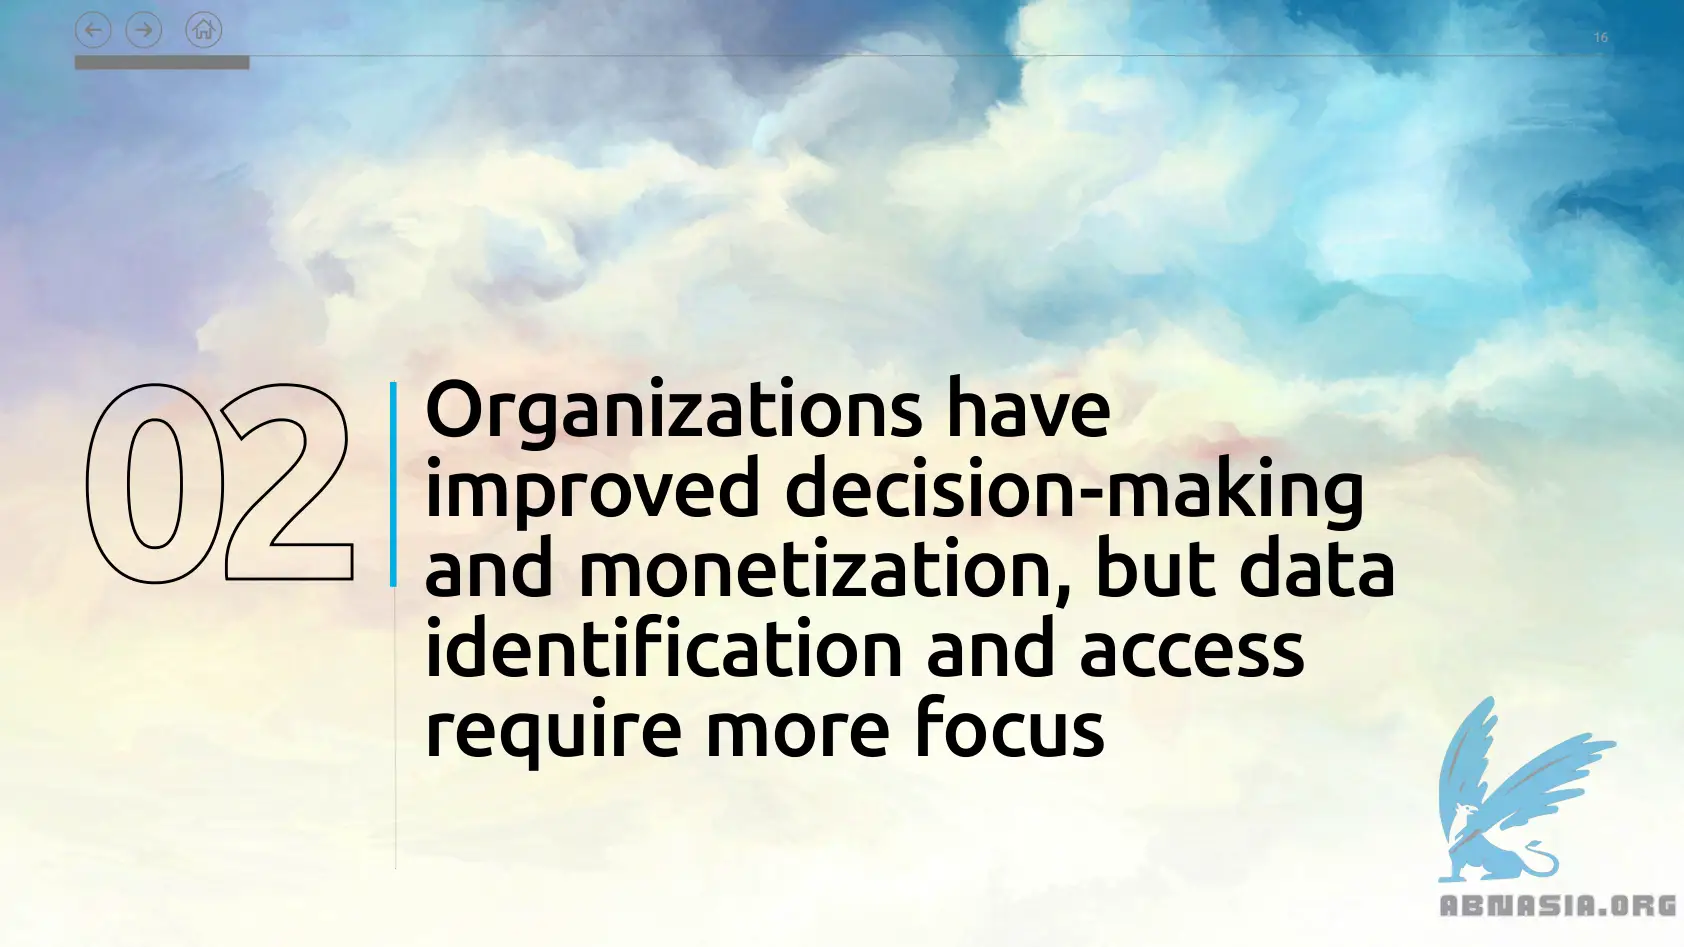 16
02
Organizations have
improved decision-making
and monetization, but data
identification and access
require more focus
ABNASIA.ORG